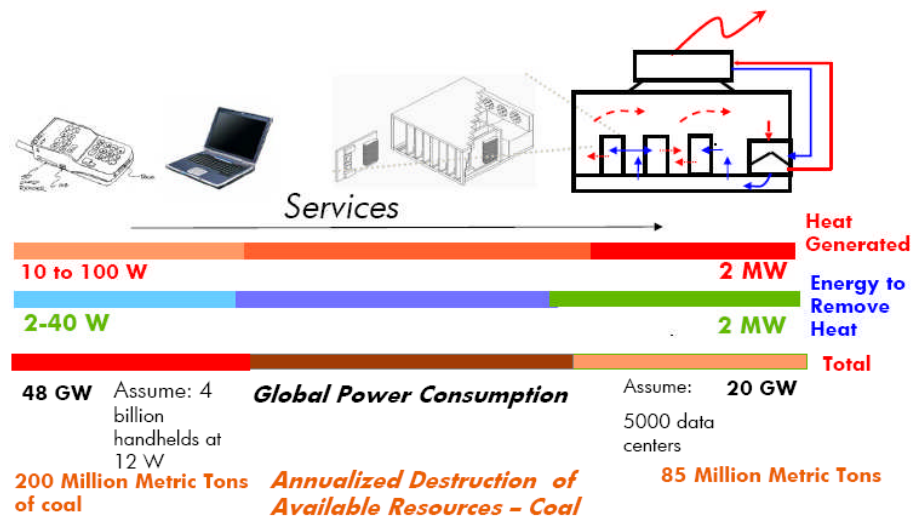 Services
Heat
Generated
10 to 100 W
2 MW
Energy to
Remove
Heat
2-40 W
2 MW
Total
48 GW
Assume: 4
billion
handhelds at
12 W
Global Power Consumption
Assume:
5000 data
centers
20 GW
200 Million Metric Tons
of coal
Annualized Destruction of
Available Resources – Coal
85 Million Metric Tons